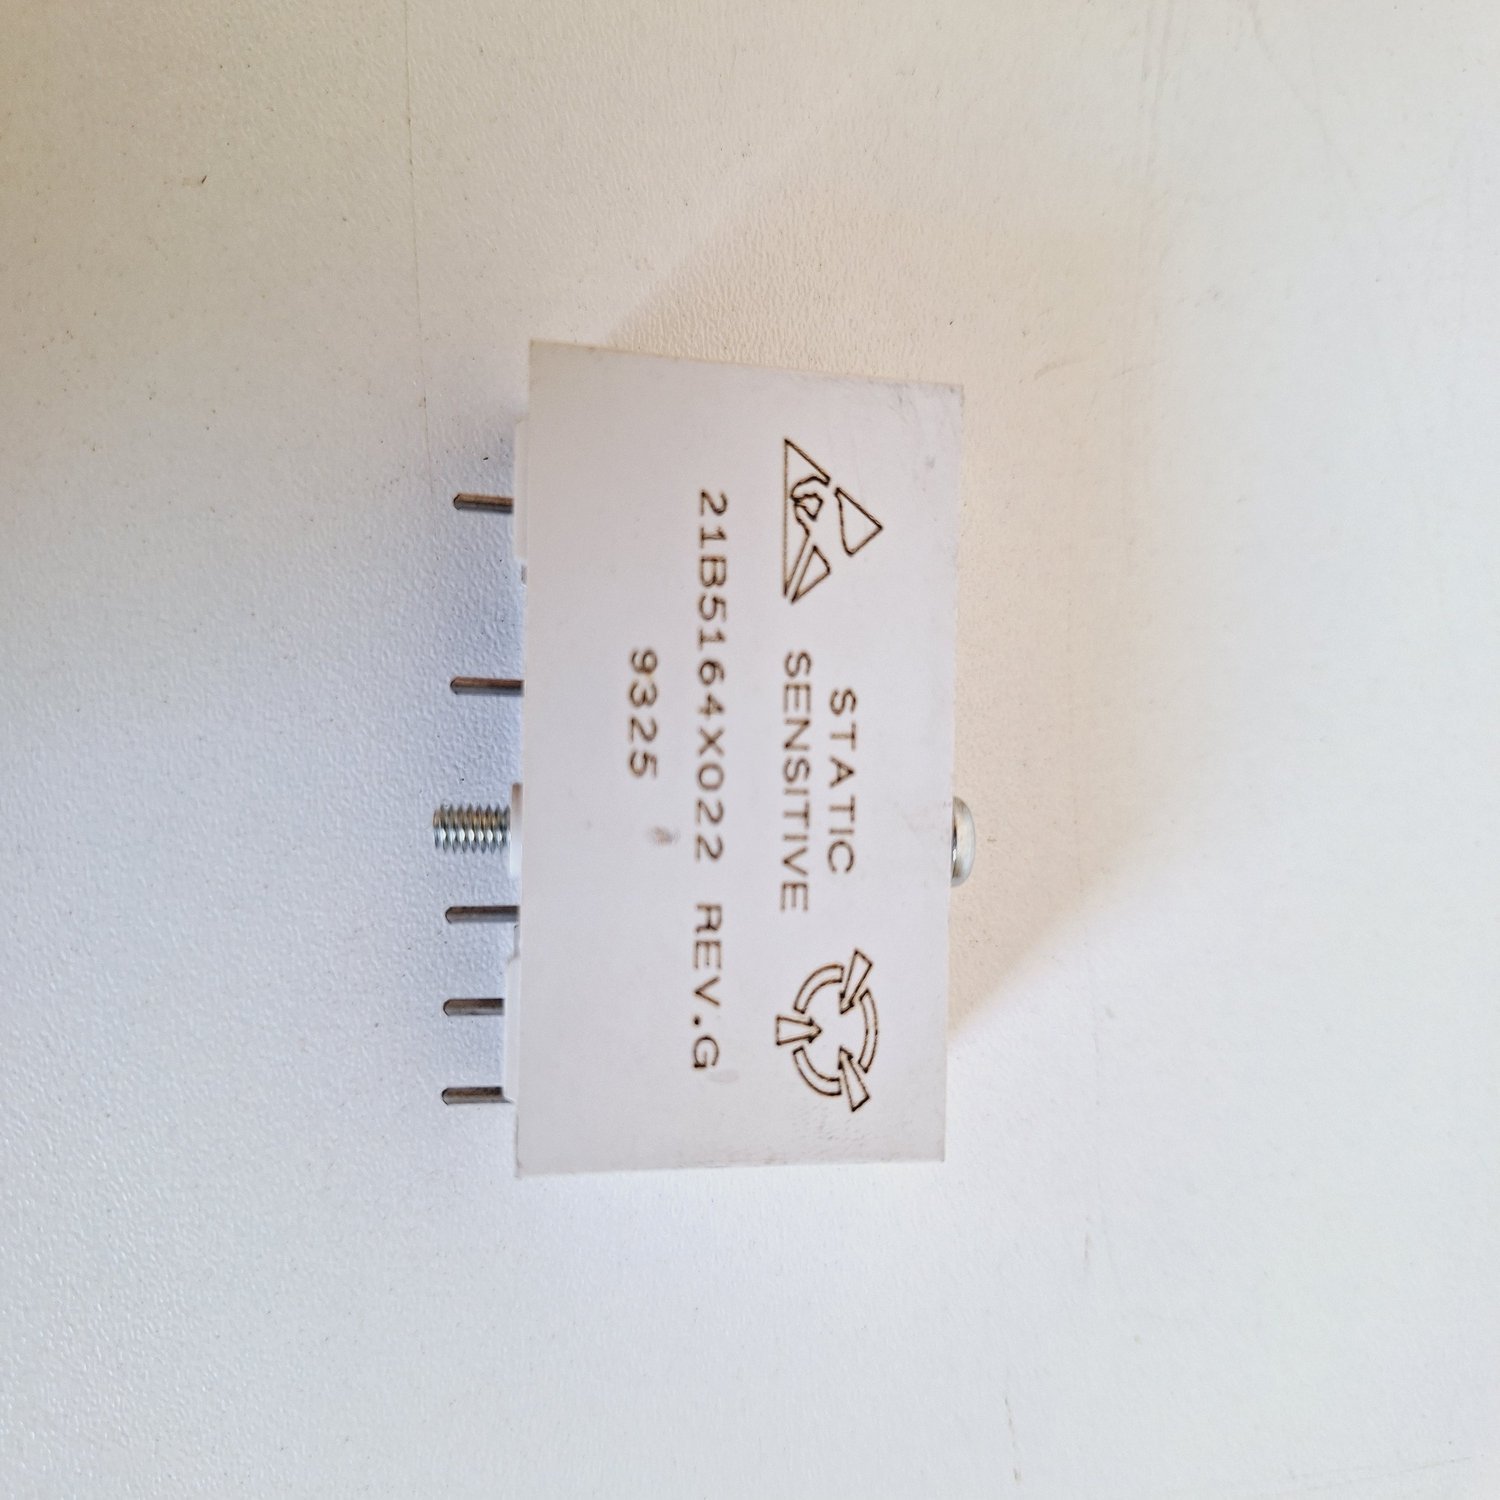 STATIC
SENSITIVE
21B5164X022 REV.G
9325